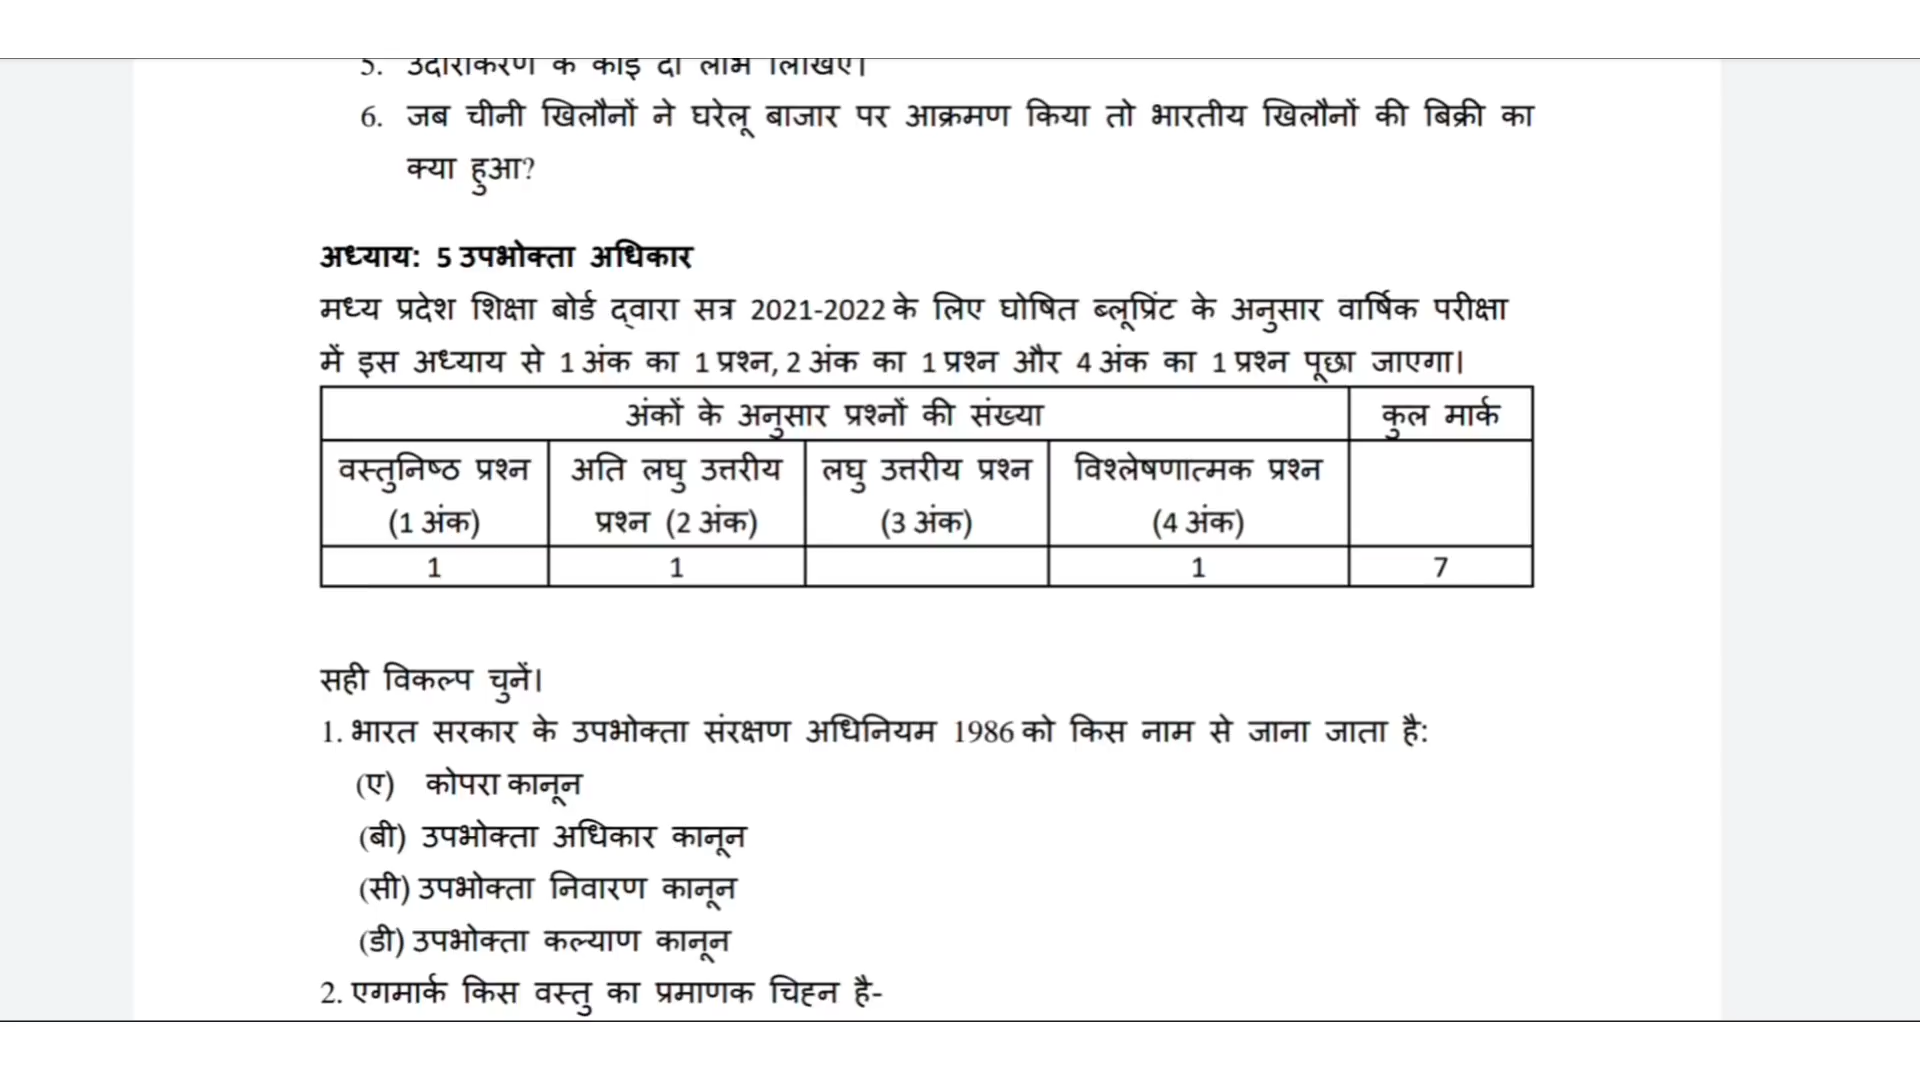 5. उदारीकरण के कोई दो लाभ लिखिए।
6. जब चीनी खिलौनों ने घरेलू बाजार पर आक्रमण किया तो भारतीय खिलौनों की बिक्री का
क्या हुआ?
अध्याय: 5 उपभोक्ता अधिकार
मध्य प्रदेश शिक्षा बोर्ड द्वारा सत्र 2021-2022 के लिए घोषित ब्लूप्रिंट के अनुसार वार्षिक परीक्षा
में इस अध्याय से 1 अंक का 1 प्रश्न, 2 अंक का 1 प्रश्न और 4 अंक का 1 प्रश्न पूछा जाएगा।
अंकों के अनुसार प्रश्नों की संख्या कुल मार्क
वस्तुनिष्ठ प्रश्न अति लघु उत्तरीय लघु उत्तरीय प्रश्न विश्लेषणात्मक प्रश्न
(1 अंक) प्रश्न (2 अंक) (3 अंक) (4 अंक)
1 1 1 7
सही विकल्प चुनें।
1. भारत सरकार के उपभोक्ता संरक्षण अधिनियम 1986 को किस नाम से जाना जाता है:
(ए) कोपरा कानून
(बी) उपभोक्ता अधिकार कानून
(सी) उपभोक्ता निवारण कानून
(डी) उपभोक्ता कल्याण कानून
2. एगमार्क किस वस्तु का प्रमाणक चिह्न है-